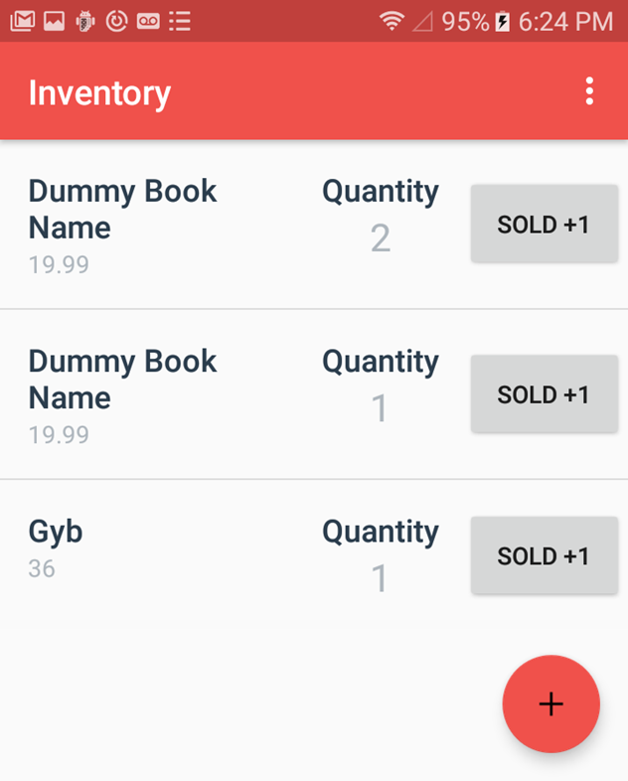 95% 6:24 PM
Inventory
Dummy Book
Name
19.99
Quantity
2
SOLD +1
Dummy Book
Name
19.99
Quantity
1
SOLD +1
Gyb
36
Quantity
1
SOLD +1
+